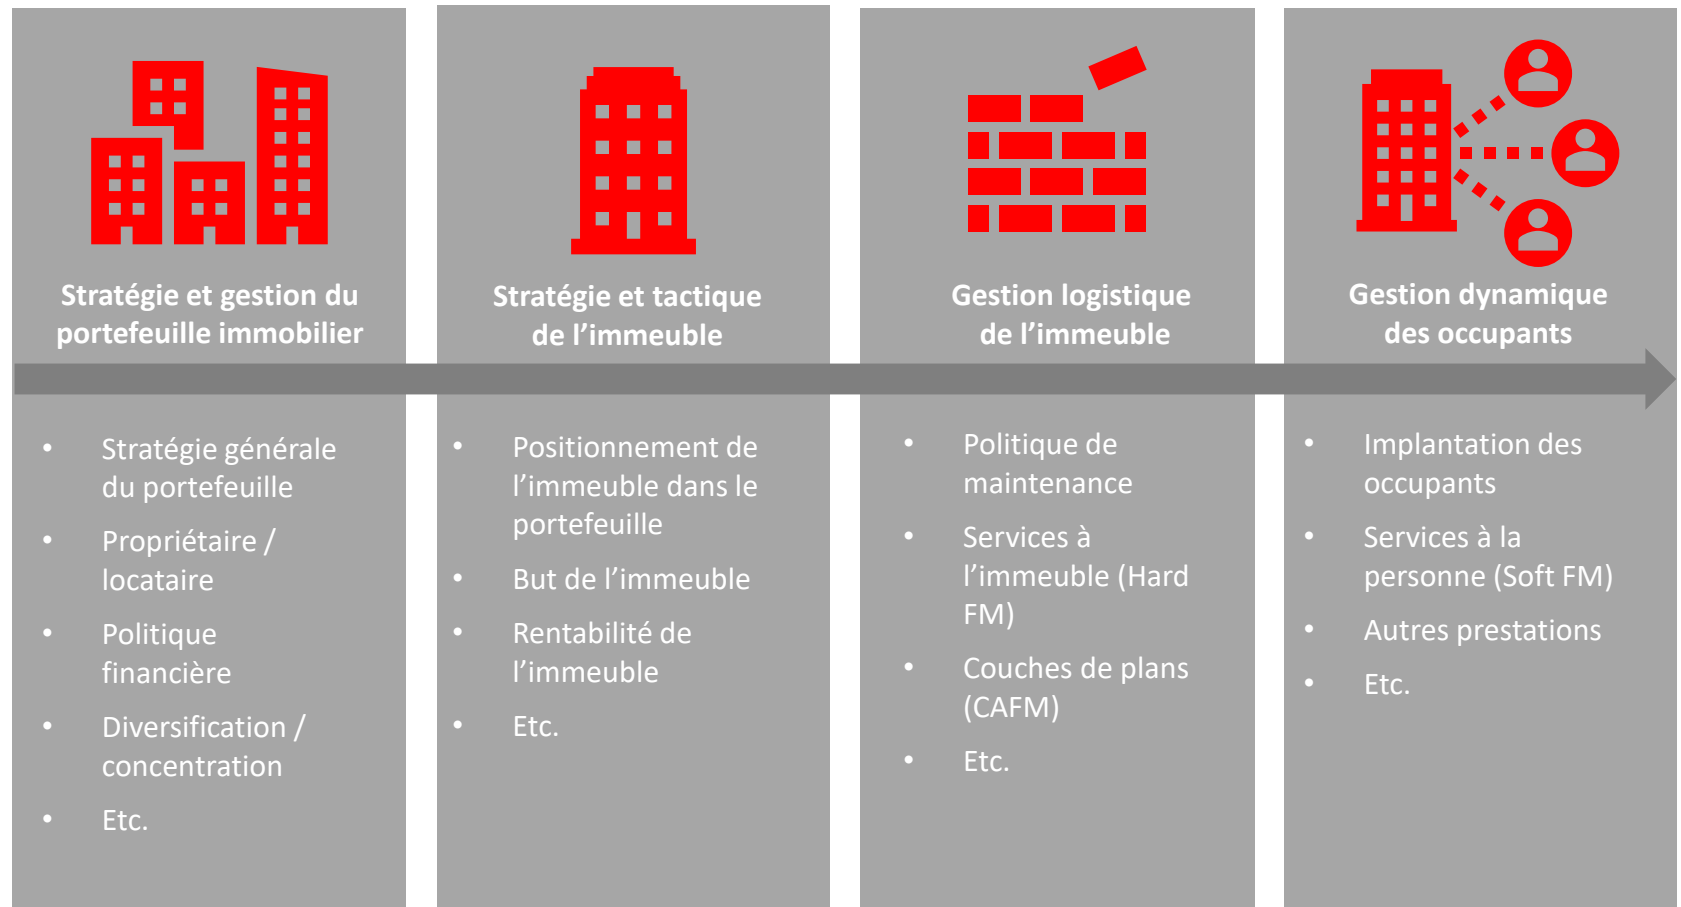 Stratégie et gestion du
portefeuille immobilier
• Stratégie générale
du portefeuille
• Propriétaire /
locataire
• Politique
financière
• Diversification /
concentration
• Etc.
Stratégie et tactique
de l’immeuble
• Positionnement de
l’immeuble dans le
portefeuille
• But de l’immeuble
• Rentabilité de
l’immeuble
• Etc.
Gestion logistique
de l’immeuble
• Politique de
maintenance
• Services à
l’immeuble (Hard
FM)
• Couches de plans
(CAFM)
• Etc.
Gestion dynamique
des occupants
• Implantation des
occupants
• Services à la
personne (Soft FM)
• Autres prestations
• Etc.